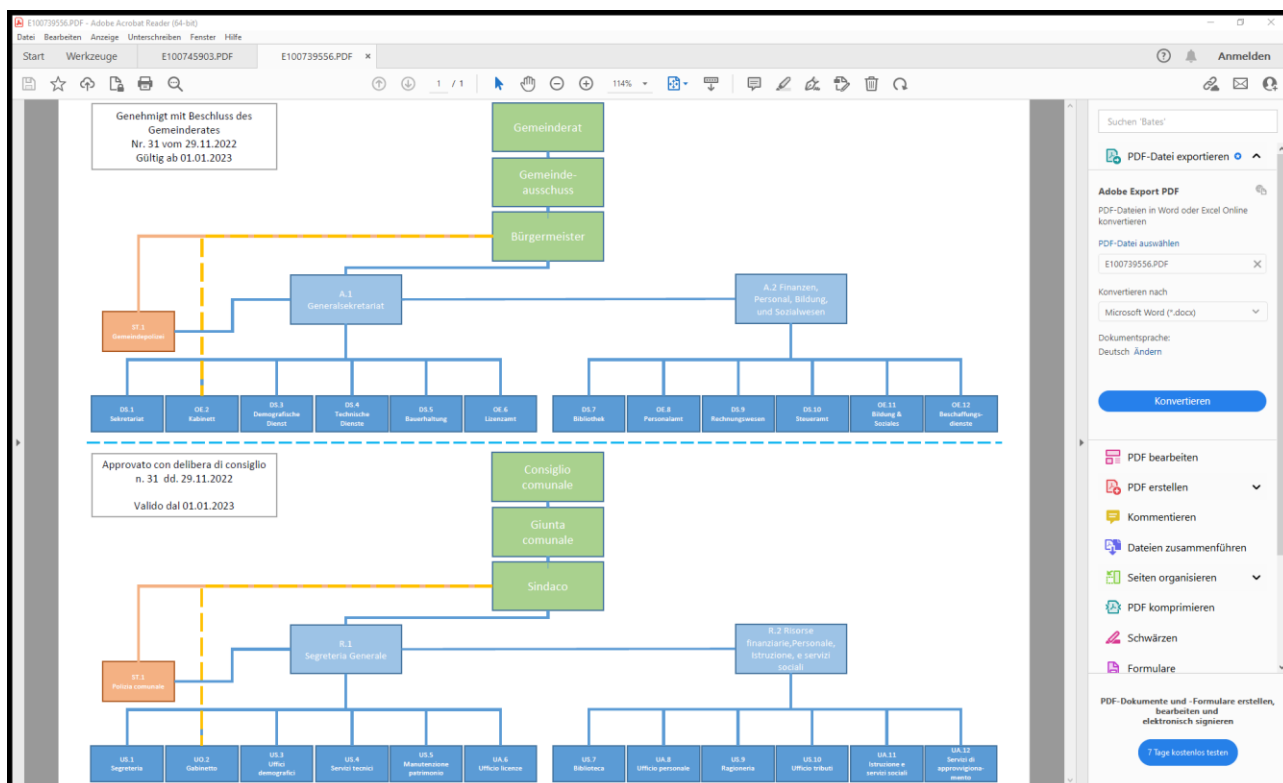 E100739556.PDF - Adobe Acrobat Reader (64-bit)
Datei Bearbeiten Anzeige Unterschreiben Fenster Hilfe
Start Werkzeuge E100745903.PDF E100739556.PDF × Anmelden
1 / 1 114%
Genehmigt mit Beschluss des
Gemeinderates
Nr. 31 vom 29.11.2022
Gültig ab 01.01.2023
Gemeinderat
Gemeinde-
ausschuss
Bürgermeister
A.1
Generalsekretariat
A.2 Finanzen,
Personal, Bildung,
und Sozialwesen
ST.1
Gemeindepolizei
DS.1
Sekretariat
OE.2
Kabinett
DS.3
Demografische
Dienst
DS.4
Technische
Dienste
DS.5
Bauerhaltung
OE.6
Lizenzamt
DS.7
Bibliothek
OE.8
Personalamt
DS.9
Rechnungswesen
DS.10
Steueramt
OE.11
Bildung &
Soziales
OE.12
Beschaffungs-
dienste
Approvato con delibera di consiglio
n. 31 dd. 29.11.2022
Valido dal 01.01.2023
Consiglio
comunale
Giunta
comunale
Sindaco
R.1
Segreteria Generale
R.2 Risorse
finanziarie,Personale,
Istruzione, e servizi
sociali
ST.1
Polizia comunale
US.1
Segreteria
UO.2
Gabinetto
US.3
Uffici
demografici
US.4
Servizi tecnici
US.5
Manutenzione
patrimonio
UA.6
Ufficio licenze
US.7
Biblioteca
UA.8
Ufficio personale
US.9
Ragioneria
US.10
Ufficio tributi
UA.11
Istruzione e
servizi sociali
UA.12
Servizi di
approvvigiona-
mento
Suchen 'Bates'
PDF-Datei exportieren
Adobe Export PDF
PDF-Dateien in Word oder Excel Online
konvertieren
PDF-Datei auswählen
E100739556.PDF
Konvertieren nach
Microsoft Word (*.docx)
Dokumentsprache:
Deutsch Ändern
Konvertieren
PDF bearbeiten
PDF erstellen
Kommentieren
Dateien zusammenführen
Seiten organisieren
PDF komprimieren
Schwärzen
Formulare
PDF-Dokumente und -Formulare erstellen,
bearbeiten und
elektronisch signieren
7 Tage kostenlos testen